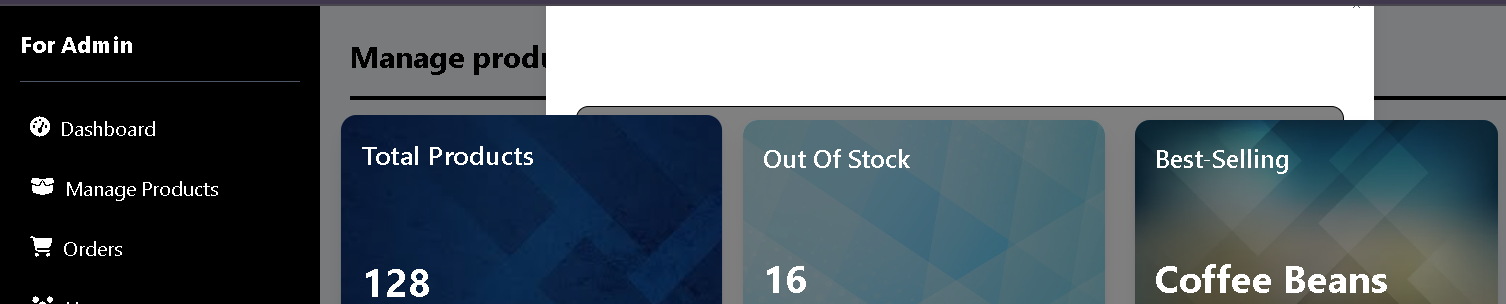 For Admin
Manage produ
Dashboard
Manage Products
Orders
Total Products
128
Out Of Stock
16
Best-Selling
Coffee Beans